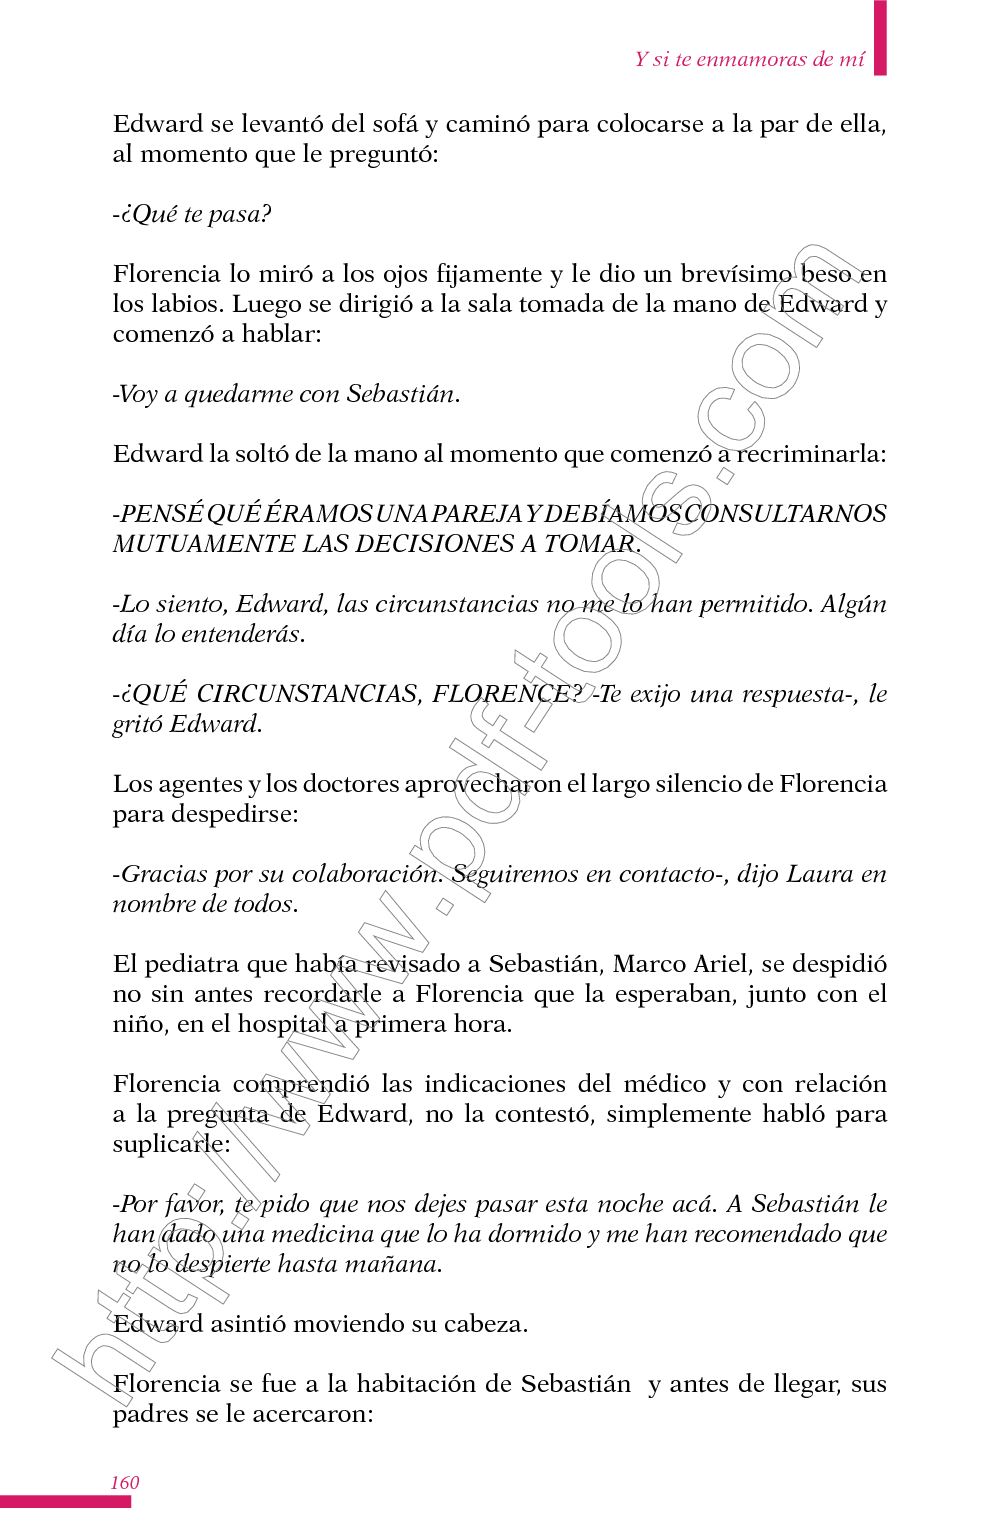 Y si te enmamoras de mí
Edward se levantó del sofá y caminó para colocarse a la par de ella,
al momento que le preguntó:
-¿Qué te pasa?
Florencia lo miró a los ojos fijamente y le dio un brevísimo beso en
los labios. Luego se dirigió a la sala tomada de la mano de Edward y
comenzó a hablar:
-Voy a quedarme con Sebastián.
Edward la soltó de la mano al momento que comenzó a recriminarla:
-PENSÉ QUÉ ÉRAMOS UNA PAREJA Y DEBÍAMOS CONSULTARNOS
MUTUAMENTE LAS DECISIONES A TOMAR.
-Lo siento, Edward, las circunstancias no me lo han permitido. Algún
día lo entenderás.
-¿QUÉ CIRCUNSTANCIAS, FLORENCE? -Te exijo una respuesta-, le
gritó Edward.
Los agentes y los doctores aprovecharon el largo silencio de Florencia
para despedirse:
-Gracias por su colaboración. Seguiremos en contacto-, dijo Laura en
nombre de todos.
El pediatra que había revisado a Sebastián, Marco Ariel, se despidió
no sin antes recordarle a Florencia que la esperaban, junto con el
niño, en el hospital a primera hora.
Florencia comprendió las indicaciones del médico y con relación
a la pregunta de Edward, no la contestó, simplemente habló para
suplicarle:
-Por favor, te pido que nos dejes pasar esta noche acá. A Sebastián le
han dado una medicina que lo ha dormido y me han recomendado que
no lo despierte hasta mañana.
Edward asintió moviendo su cabeza.
Florencia se fue a la habitación de Sebastián  y antes de llegar, sus
padres se le acercaron:
160
http://www.pdf-tools.com